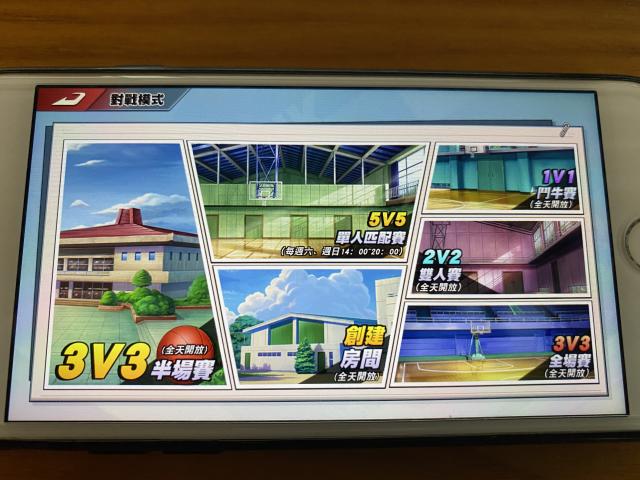 對戰模式
3V3
(全天開放)
半場賽
5V5
單人匹配賽
(每週六、週日14：00~20：00)
創建
房間
(全天開放)
1V1
鬥牛賽
(全天開放)
2V2
雙人賽
(全天開放)
3V3
全場賽
(全天開放)